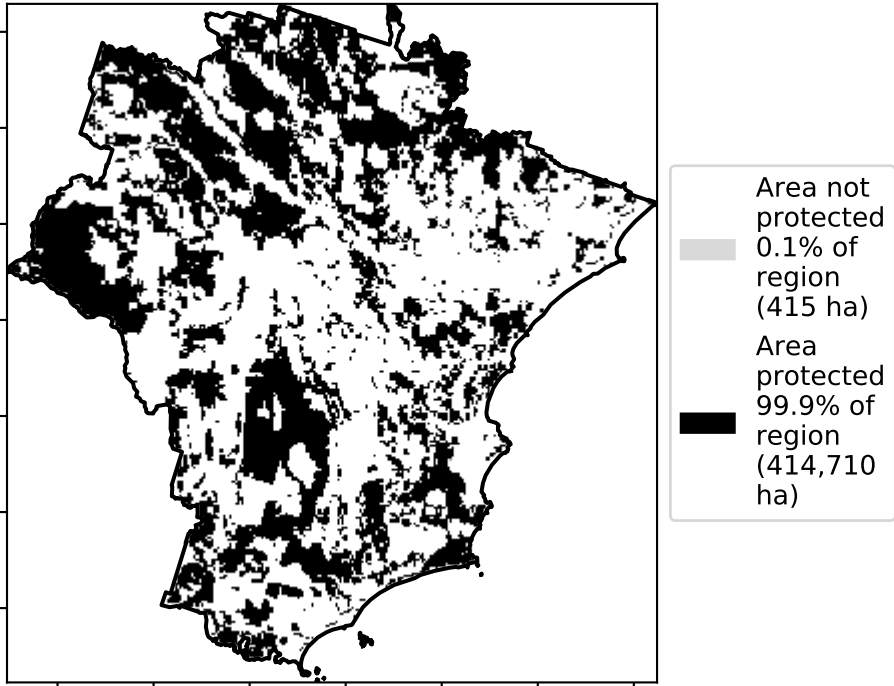 Area not
protected
0.1% of
region
(415 ha)
Area
protected
99.9% of
region
(414,710
ha)